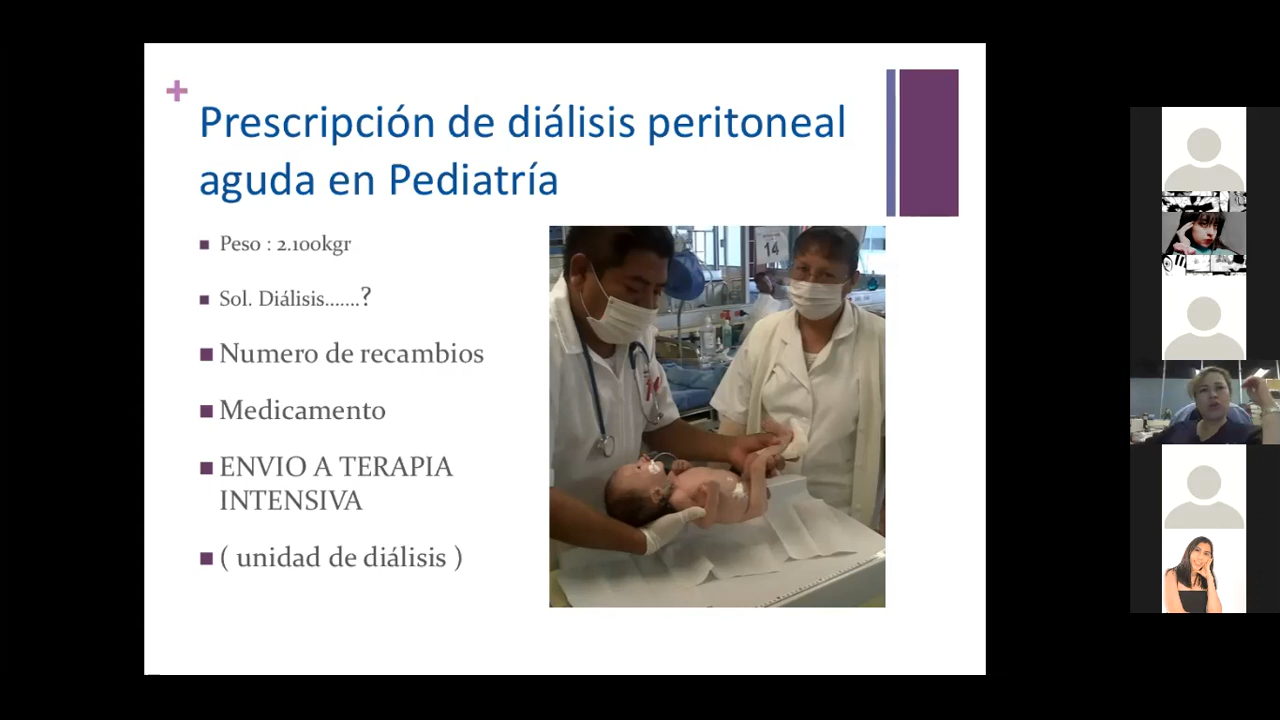 +
Prescripción de diálisis peritoneal
aguda en Pediatría
Peso : 2.100kgr
Sol. Diálisis.......?
Numero de recambios
Medicamento
ENVIO A TERAPIA
INTENSIVA
( unidad de diálisis )
14